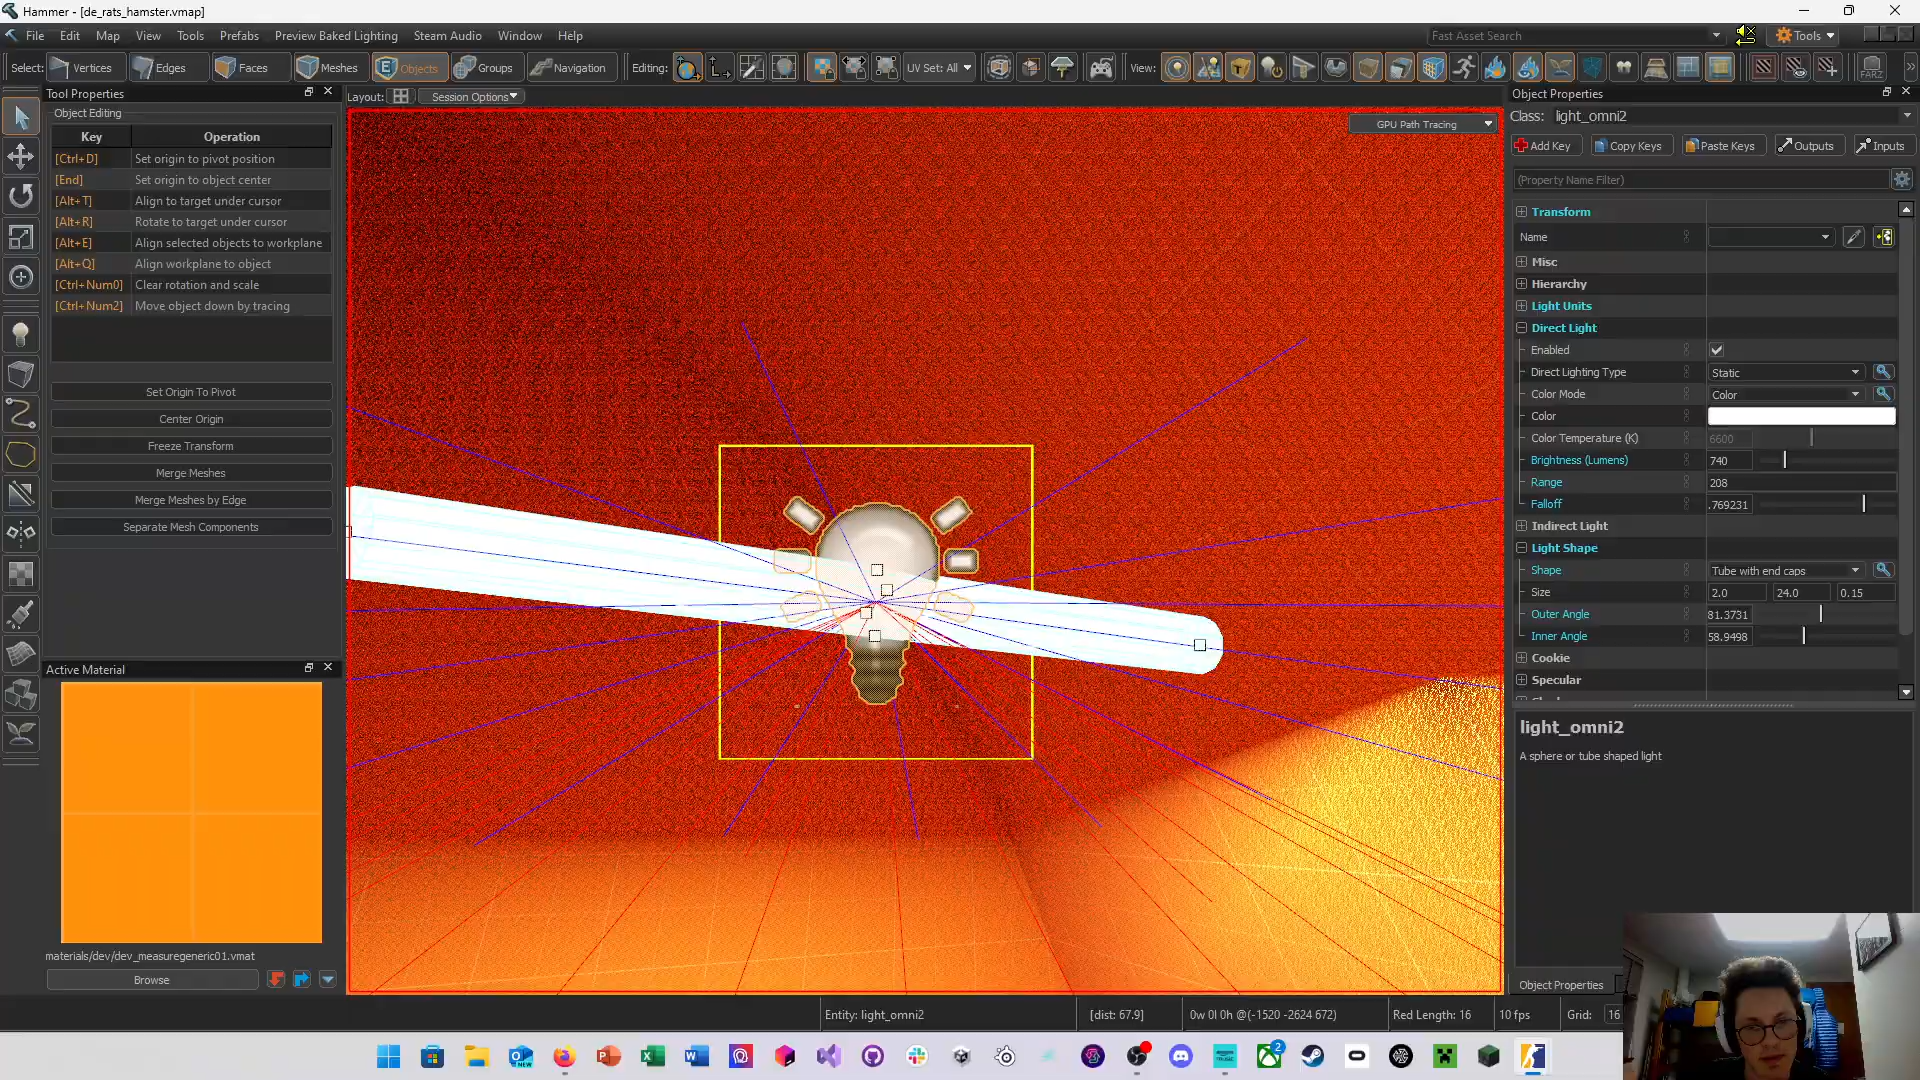 Hammer - [de_rats_hamster.vmap]
File Edit Map View Tools Prefabs Preview Baked Lighting Steam Audio Window Help
Fast Asset Search
Tools
Select: Vertices Edges Faces Meshes Objects Groups Navigation Editing: UV Set: All View: FARZ
Tool Properties
Layout: Session Options
Object Editing
Key Operation
[Ctrl+D] Set origin to pivot position
[End] Set origin to object center
[Alt+T] Align to target under cursor
[Alt+R] Rotate to target under cursor
[Alt+E] Align selected objects to workplane
[Alt+Q] Align workplane to object
[Ctrl+Num0] Clear rotation and scale
[Ctrl+Num2] Move object down by tracing
Set Origin To Pivot
Center Origin
Freeze Transform
Merge Meshes
Merge Meshes by Edge
Separate Mesh Components
Active Material
materials/dev/dev_measuregeneric01.vmat
Browse
GPU Path Tracing
Object Properties
Class: light_omni2
Add Key Copy Keys Paste Keys Outputs Inputs
(Property Name Filter)
Transform
Name
Misc
Hierarchy
Light Units
Direct Light
Enabled
Direct Lighting Type Static
Color Mode Color
Color
Color Temperature (K) 6600
Brightness (Lumens) 740
Range 208
Falloff .769231
Indirect Light
Light Shape
Shape Tube with end caps
Size 2.0 24.0 0.15
Outer Angle 81.3731
Inner Angle 58.9498
Cookie
Specular
light_omni2
A sphere or tube shaped light
Object Properties
Entity: light_omni2 [dist: 67.9] 0w 0l 0h @(-1520 -2624 672) Red Length: 16 10 fps Grid: 16
NEW
2